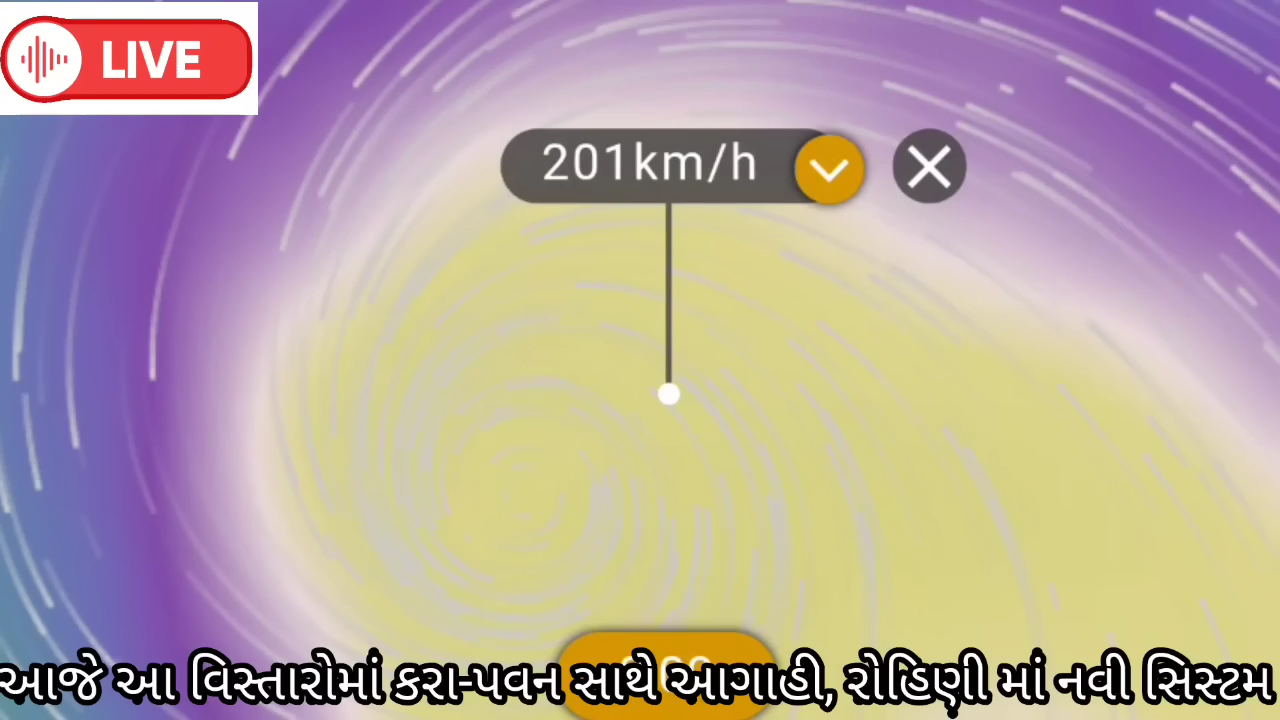 LIVE
201km/h
આજે આ વિસ્તારોમાં કરા-પવન સાથે આગાહી, રોહિણી માં નવી સિસ્ટમ